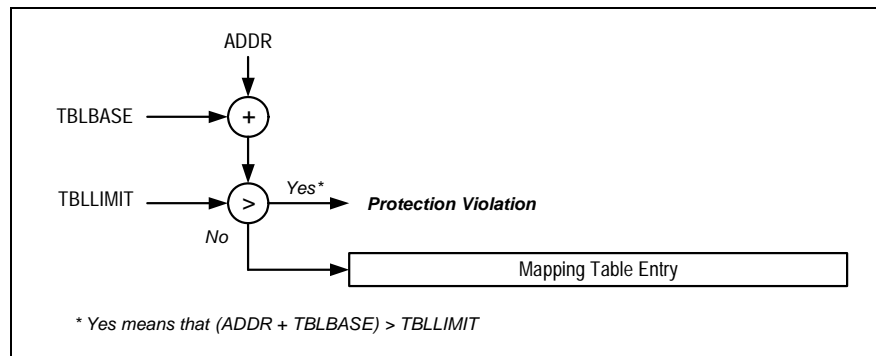 ADDR
TBLBASE
+
TBLLIMIT
>
Yes*
Protection Violation
No
Mapping Table Entry
* Yes means that (ADDR + TBLBASE) > TBLLIMIT